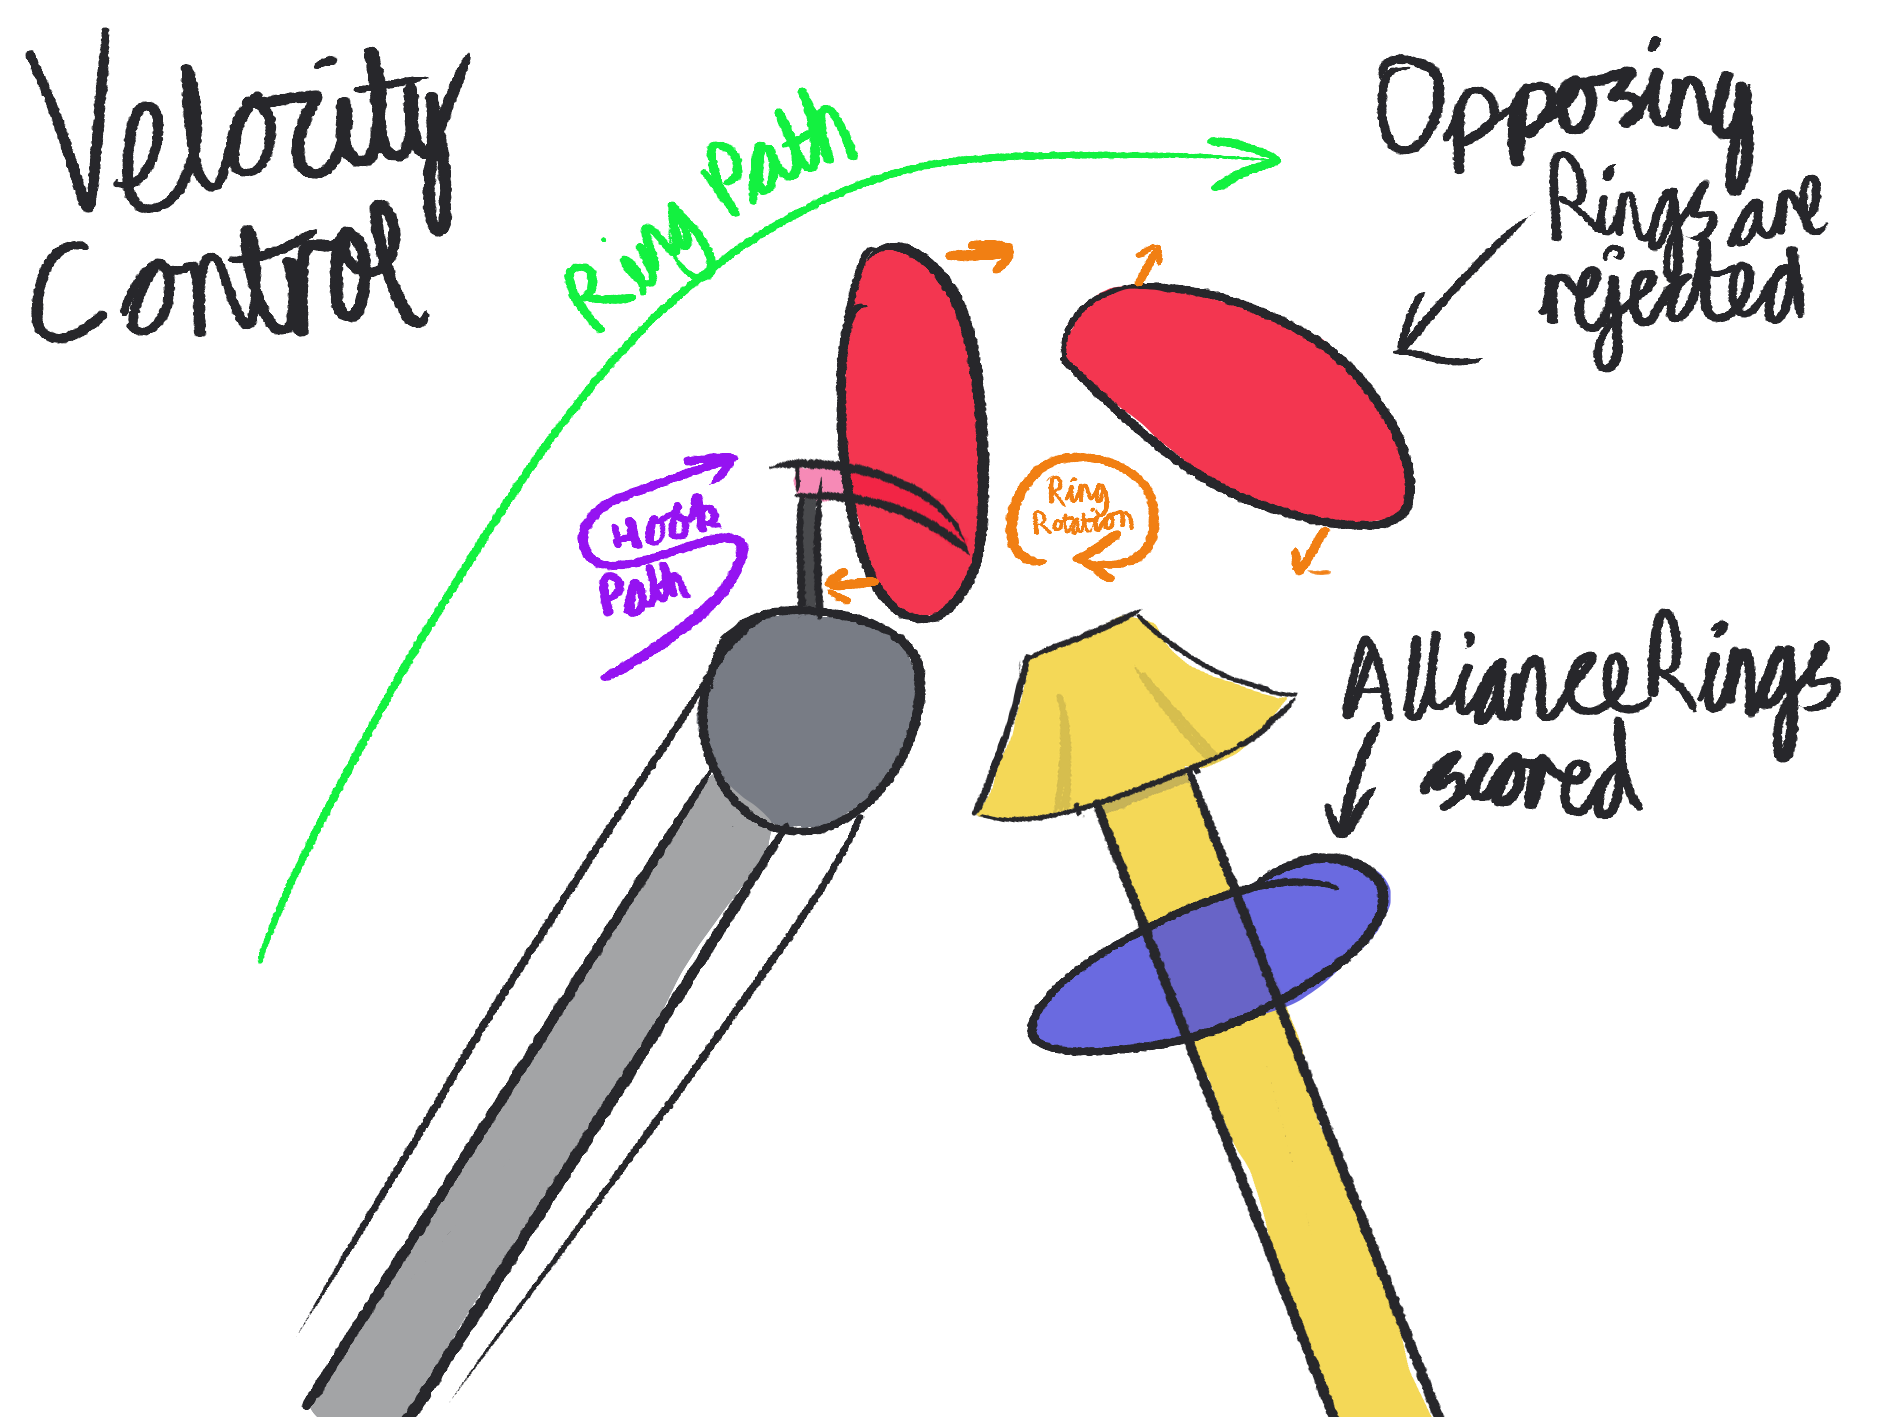 Velocity
Control
Ring Path
Opposing
Rings are
rejected
Hook
Path
Ring
Rotation
Alliance Rings
scored